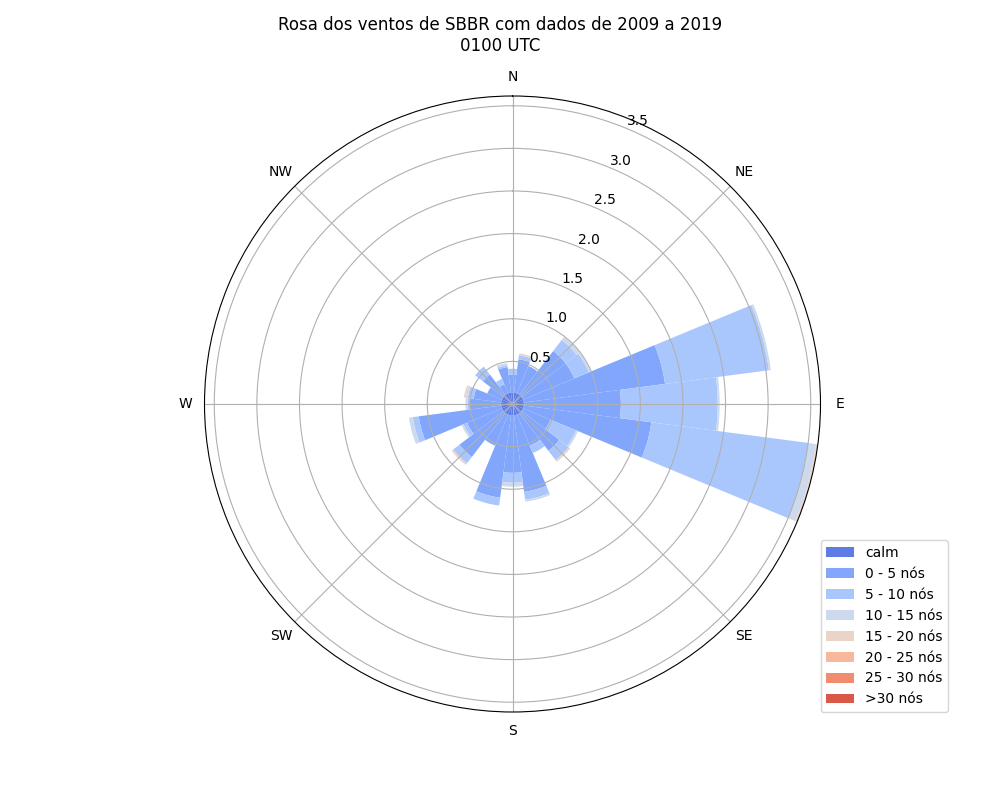 Rosa dos ventos de SBBR com dados de 2009 a 2019
0100 UTC
N
NW
NE
3.5
3.0
2.5
2.0
1.5
1.0
0.5
W
E
SW
SE
S
calm
0 - 5 nós
5 - 10 nós
10 - 15 nós
15 - 20 nós
20 - 25 nós
25 - 30 nós
>30 nós